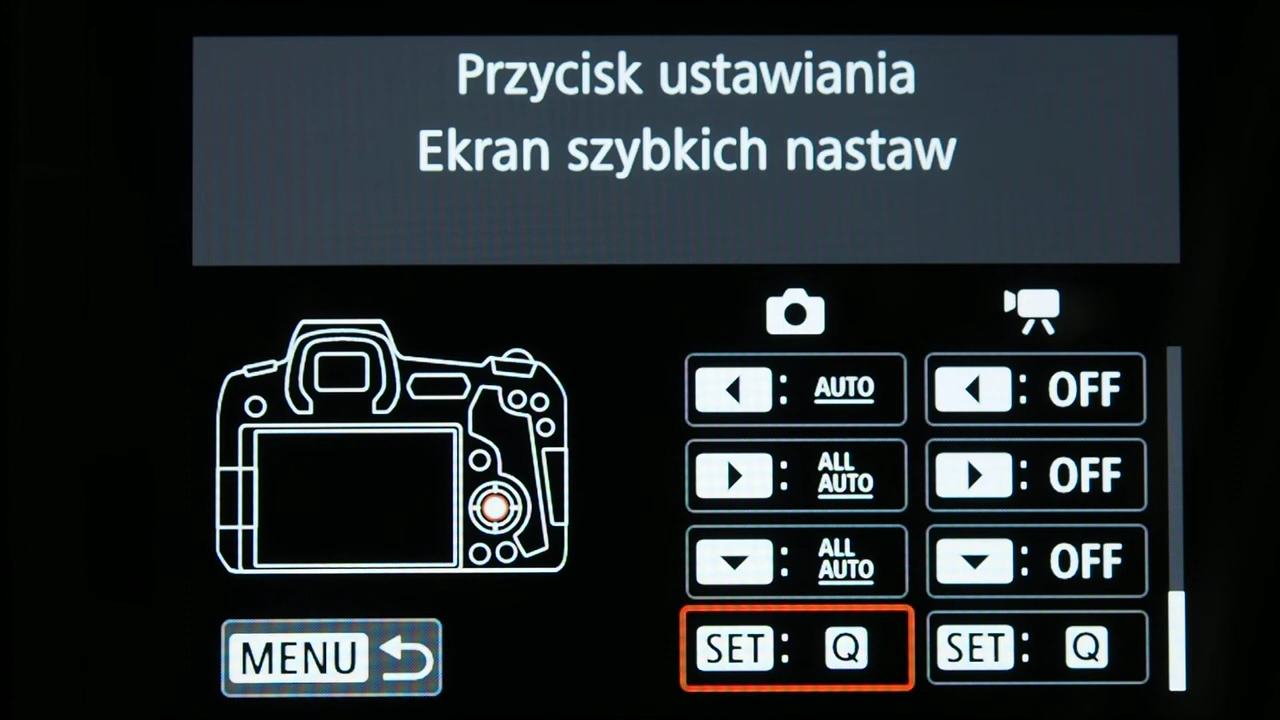 Przycisk ustawiania
Ekran szybkich nastaw
: AUTO : OFF
: ALL AUTO : OFF
: ALL AUTO : OFF
SET : Q SET : Q
MENU